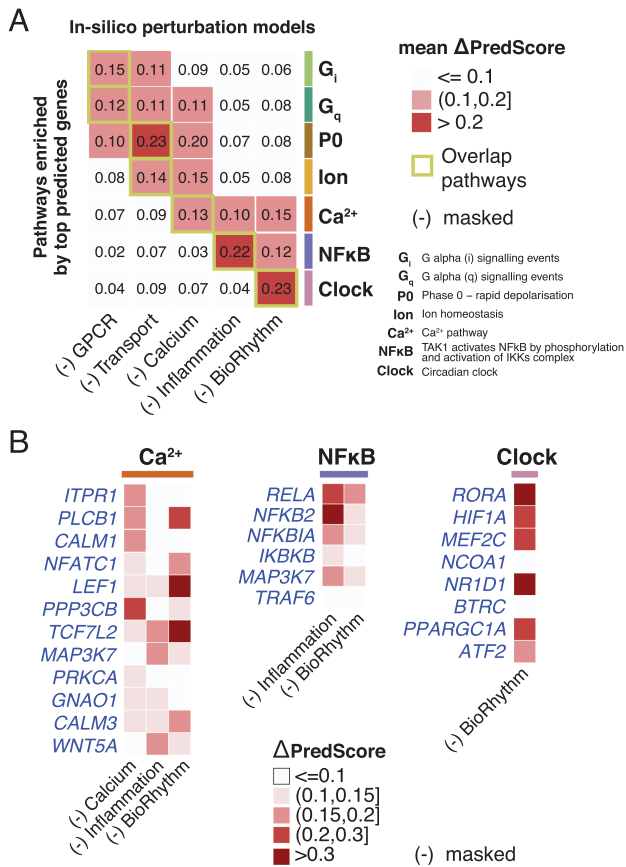 A
In-silico perturbation models
Pathways enriched
by top predicted genes
0.15 0.11 0.09 0.05 0.06 Gi
0.12 0.11 0.11 0.05 0.08 Gq
0.10 0.23 0.20 0.07 0.08 P0
0.08 0.14 0.15 0.05 0.08 Ion
0.07 0.09 0.13 0.10 0.15 Ca²⁺
0.02 0.07 0.03 0.22 0.12 NFκB
0.04 0.09 0.07 0.04 0.23 Clock
(-) GPCR
(-) Transport
(-) Calcium
(-) Inflammation
(-) BioRhythm
mean ΔPredScore
<= 0.1
(0.1,0.2]
> 0.2
Overlap
pathways
(-) masked
Gi G alpha (i) signalling events
Gq G alpha (q) signalling events
P0 Phase 0 – rapid depolarisation
Ion Ion homeostasis
Ca²⁺ Ca²⁺ pathway
NFκB TAK1 activates NFkB by phosphorylation
and activation of IKKs complex
Clock Circadian clock
B
Ca²⁺
ITPR1
PLCB1
CALM1
NFATC1
LEF1
PPP3CB
TCF7L2
MAP3K7
PRKCA
GNAO1
CALM3
WNT5A
(-) Calcium
(-) Inflammation
(-) BioRhythm
NFκB
RELA
NFKB2
NFKBIA
IKBKB
MAP3K7
TRAF6
(-) Inflammation
(-) BioRhythm
Clock
RORA
HIF1A
MEF2C
NCOA1
NR1D1
BTRC
PPARGC1A
ATF2
(-) BioRhythm
ΔPredScore
<=0.1
(0.1,0.15]
(0.15,0.2]
(0.2,0.3]
>0.3
(-) masked